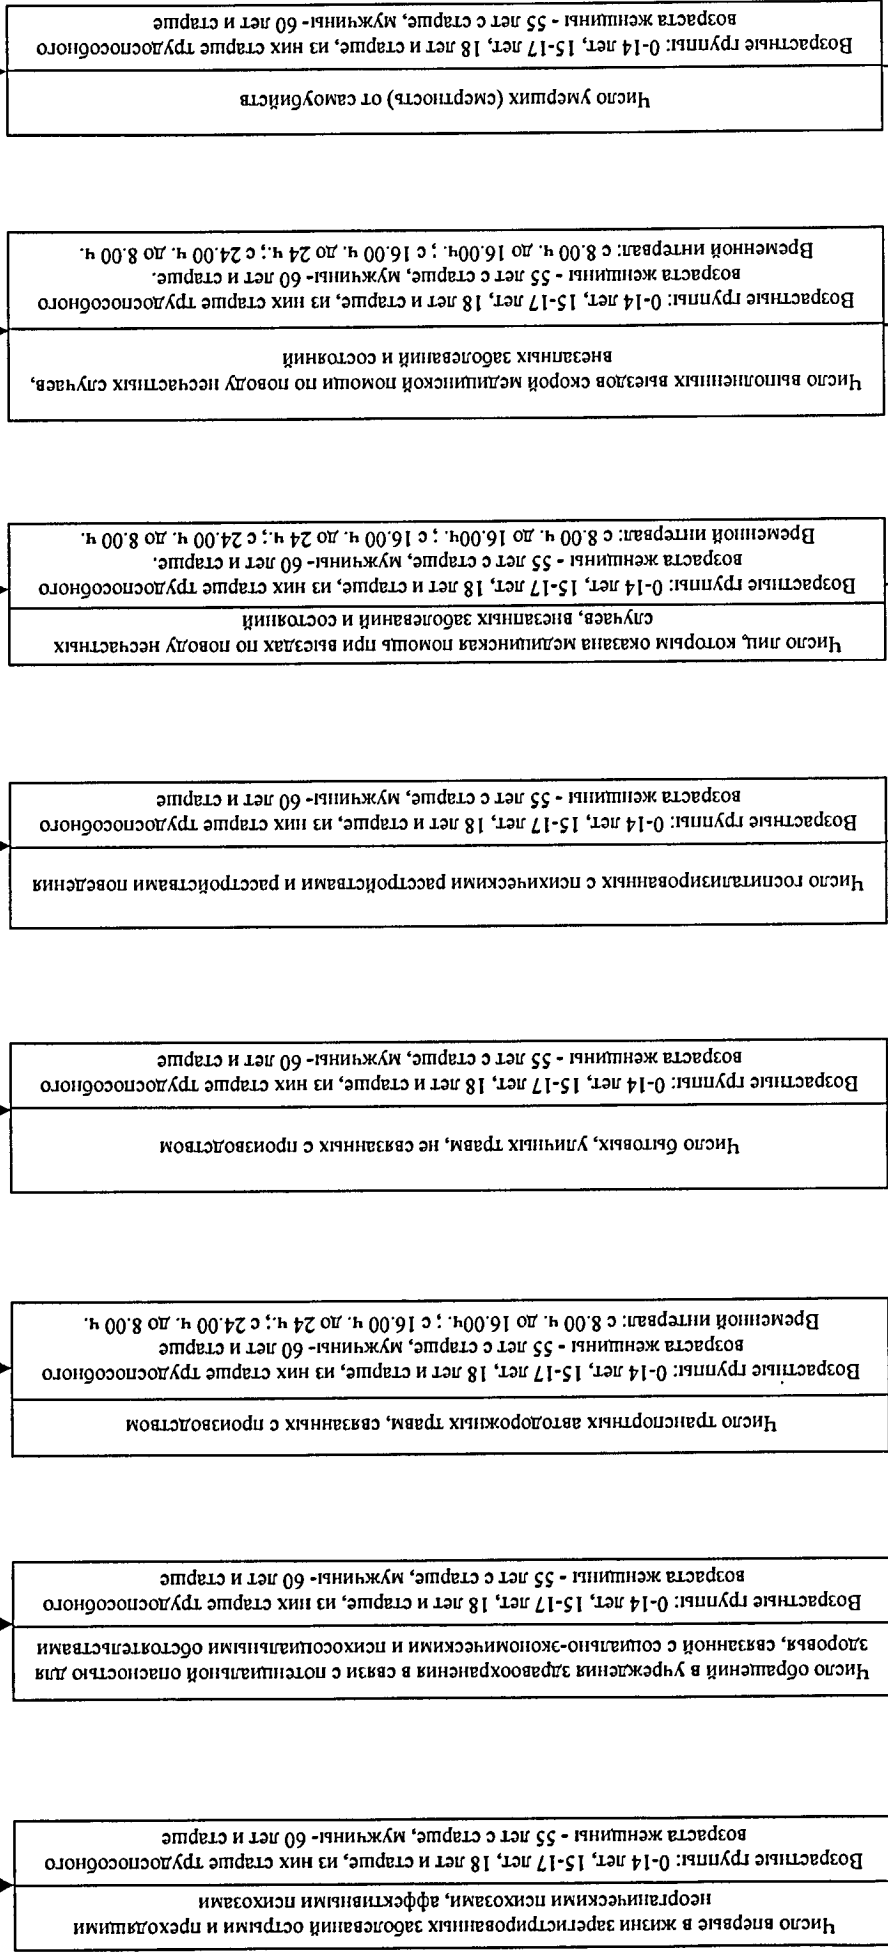 Число впервые в жизни зарегистрированных заболеваний острыми и преходящими
неорганическими психозами, аффективными психозами
Возрастные группы: 0-14 лет, 15-17 лет, 18 лет и старше, из них старше трудоспособного
возраста женщины - 55 лет с старше, мужчины- 60 лет и старше
Число обращений в учреждения здравоохранения в связи с потенциальной опасностью для
здоровья, связанной с социально-экономическими и психосоциальными обстоятельствами
Возрастные группы: 0-14 лет, 15-17 лет, 18 лет и старше, из них старше трудоспособного
возраста женщины - 55 лет с старше, мужчины- 60 лет и старше
Число транспортных автодорожных травм, связанных с производством
Возрастные группы: 0-14 лет, 15-17 лет, 18 лет и старше, из них старше трудоспособного
возраста женщины - 55 лет с старше, мужчины- 60 лет и старше
Временной интервал: с 8.00 ч. до 16.00ч. ; с 16.00 ч. до 24 ч.; с 24.00 ч. до 8.00 ч.
Число бытовых, уличных травм, не связанных с производством
Возрастные группы: 0-14 лет, 15-17 лет, 18 лет и старше, из них старше трудоспособного
возраста женщины - 55 лет с старше, мужчины- 60 лет и старше
Число госпитализированных с психическими расстройствами и расстройствами поведения
Возрастные группы: 0-14 лет, 15-17 лет, 18 лет и старше, из них старше трудоспособного
возраста женщины - 55 лет с старше, мужчины- 60 лет и старше
Число лиц, которым оказана медицинская помощь при выездах по поводу несчастных
случаев, внезапных заболеваний и состояний
Возрастные группы: 0-14 лет, 15-17 лет, 18 лет и старше, из них старше трудоспособного
возраста женщины - 55 лет с старше, мужчины- 60 лет и старше.
Временной интервал: с 8.00 ч. до 16.00ч. ; с 16.00 ч. до 24 ч.; с 24.00 ч. до 8.00 ч.
Число выполненных выездов скорой медицинской помощи по поводу несчастных случаев,
внезапных заболеваний и состояний
Возрастные группы: 0-14 лет, 15-17 лет, 18 лет и старше, из них старше трудоспособного
возраста женщины - 55 лет с старше, мужчины- 60 лет и старше.
Временной интервал: с 8.00 ч. до 16.00ч. ; с 16.00 ч. до 24 ч.; с 24.00 ч. до 8.00 ч.
Число умерших (смертность) от самоубийств
Возрастные группы: 0-14 лет, 15-17 лет, 18 лет и старше, из них старше трудоспособного
возраста женщины - 55 лет с старше, мужчины- 60 лет и старше